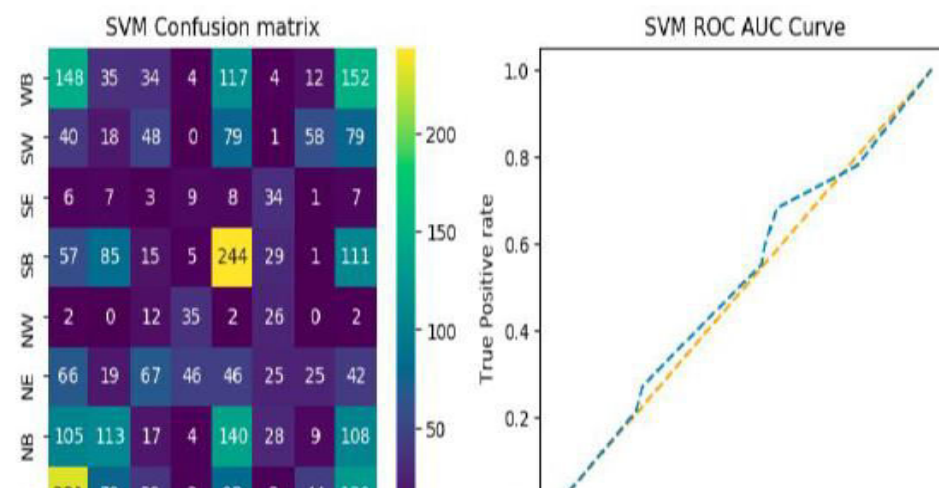 SVM Confusion matrix
SVM ROC AUC Curve
WB 148 35 34 4 117 4 12 152
SW 40 18 48 0 79 1 58 79
SE 6 7 3 9 8 34 1 7
SB 57 85 15 5 244 29 1 111
NW 2 0 12 35 2 26 0 2
NE 66 19 67 46 46 25 25 42
NB 105 113 17 4 140 28 9 108
200
150
100
50
True Positive rate
1.0
0.8
0.6
0.4
0.2